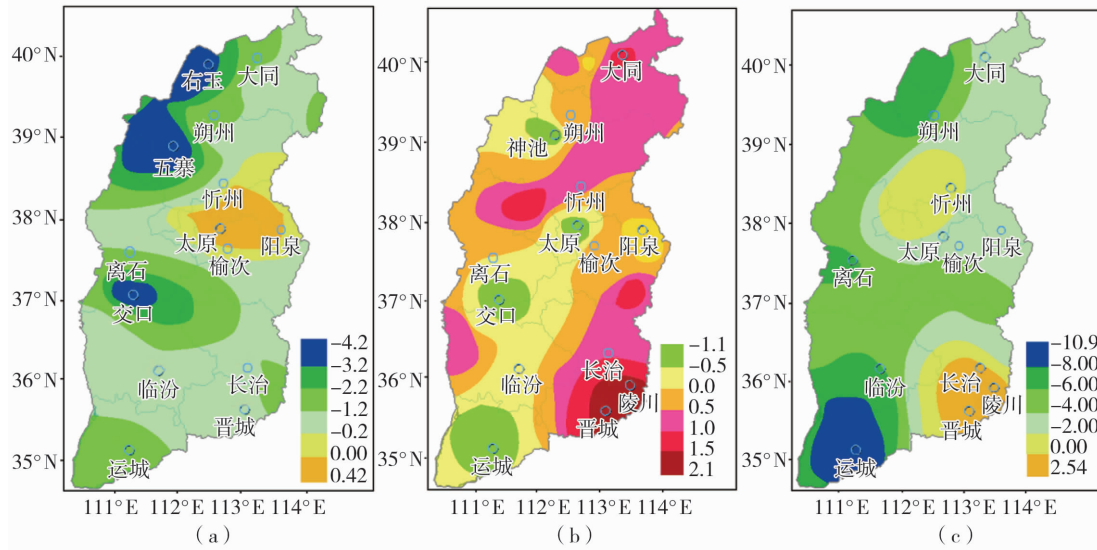 40°N
39°N
38°N
37°N
36°N
35°N
右玉
大同
朔州
五寨
忻州
太原
阳泉
榆次
离石
交口
临汾
长治
晋城
运城
-4.2
-3.2
-2.2
-1.2
-0.2
0.42
111°E 112°E 113°E 114°E
(a)
(b)
40°N
39°N
38°N
37°N
36°N
35°N
大同
朔州
神池
忻州
太原
阳泉
榆次
离石
交口
临汾
长治
陵川
晋城
运城
-1.1
-0.5
0.0
0.5
1.0
1.5
2.1
111°E 112°E 113°E 114°E
(b)
(c)
40°N
39°N
38°N
37°N
36°N
35°N
大同
朔州
忻州
太原
阳泉
榆次
离石
临汾
长治
陵川
晋城
运城
-10.9
-8.00
-6.00
-4.00
-2.00
0.00
2.54
111°E 112°E 113°E 114°E
(a)
(c)